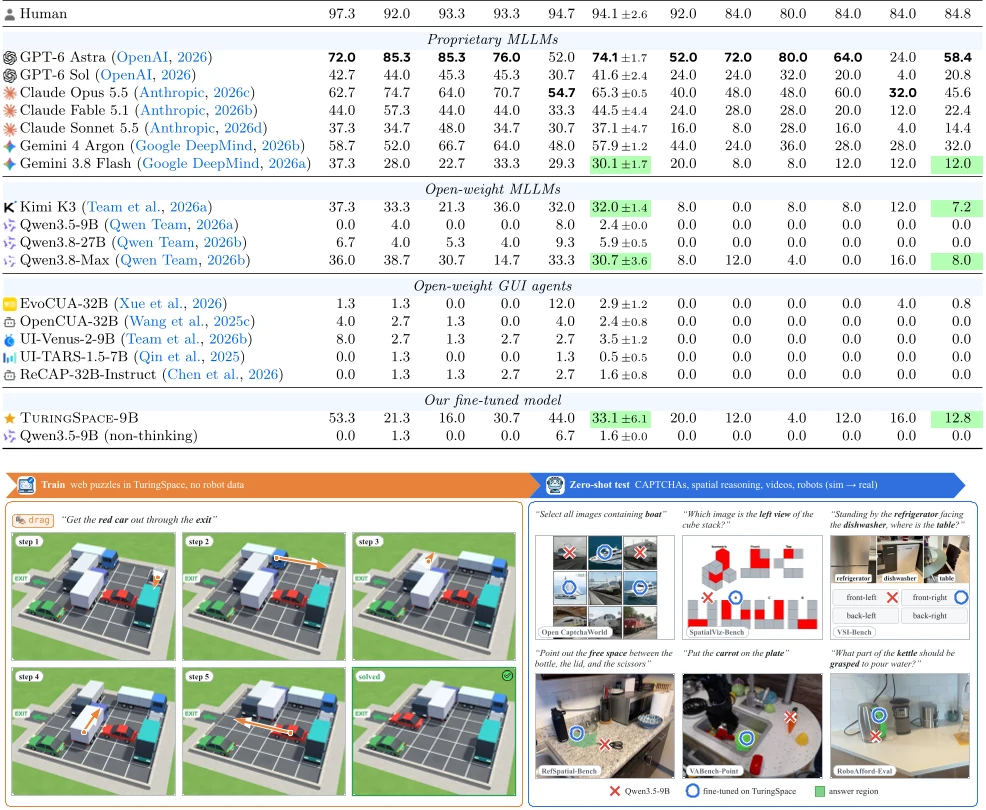 Human 97.3 92.0 93.3 93.3 94.7 94.1 ±2.6 92.0 84.0 80.0 84.0 84.0 84.8
Proprietary MLLMs
GPT-6 Astra (OpenAI, 2026) 72.0 85.3 85.3 76.0 52.0 74.1 ±1.7 52.0 72.0 80.0 64.0 24.0 58.4
GPT-6 Sol (OpenAI, 2026) 42.7 44.0 45.3 45.3 30.7 41.6 ±2.4 24.0 24.0 32.0 20.0 4.0 20.8
Claude Opus 5.5 (Anthropic, 2026c) 62.7 74.7 64.0 70.7 54.7 65.3 ±0.5 40.0 48.0 48.0 60.0 32.0 45.6
Claude Fable 5.1 (Anthropic, 2026b) 44.0 57.3 44.0 44.0 33.3 44.5 ±4.4 24.0 28.0 28.0 20.0 12.0 22.4
Claude Sonnet 5.5 (Anthropic, 2026d) 37.3 34.7 48.0 34.7 30.7 37.1 ±4.7 16.0 8.0 28.0 16.0 4.0 14.4
Gemini 4 Argon (Google DeepMind, 2026b) 58.7 52.0 66.7 64.0 48.0 57.9 ±1.2 44.0 24.0 36.0 28.0 28.0 32.0
Gemini 3.8 Flash (Google DeepMind, 2026a) 37.3 28.0 22.7 33.3 29.3 30.1 ±1.7 20.0 8.0 8.0 12.0 12.0 12.0
Open-weight MLLMs
Kimi K3 (Team et al., 2026a) 37.3 33.3 21.3 36.0 32.0 32.0 ±1.4 8.0 0.0 8.0 8.0 12.0 7.2
Qwen3.5-9B (Qwen Team, 2026a) 0.0 4.0 0.0 0.0 8.0 2.4 ±0.0 0.0 0.0 0.0 0.0 0.0 0.0
Qwen3.8-27B (Qwen Team, 2026b) 6.7 4.0 5.3 4.0 9.3 5.9 ±0.5 0.0 0.0 0.0 0.0 0.0 0.0
Qwen3.8-Max (Qwen Team, 2026b) 36.0 38.7 30.7 14.7 33.3 30.7 ±3.6 8.0 12.0 4.0 0.0 16.0 8.0
Open-weight GUI agents
EvoCUA-32B (Xue et al., 2026) 1.3 1.3 0.0 0.0 12.0 2.9 ±1.2 0.0 0.0 0.0 0.0 4.0 0.8
OpenCUA-32B (Wang et al., 2025c) 4.0 2.7 1.3 0.0 4.0 2.4 ±0.8 0.0 0.0 0.0 0.0 0.0 0.0
UI-Venus-2-9B (Team et al., 2026b) 8.0 2.7 1.3 2.7 2.7 3.5 ±1.2 0.0 0.0 0.0 0.0 0.0 0.0
UI-TARS-1.5-7B (Qin et al., 2025) 0.0 1.3 0.0 0.0 1.3 0.5 ±0.5 0.0 0.0 0.0 0.0 0.0 0.0
ReCAP-32B-Instruct (Chen et al., 2026) 0.0 1.3 1.3 2.7 2.7 1.6 ±0.8 0.0 0.0 0.0 0.0 0.0 0.0
Our fine-tuned model
TURINGSPACE-9B 53.3 21.3 16.0 30.7 44.0 33.1 ±6.1 20.0 12.0 4.0 12.0 16.0 12.8
Qwen3.5-9B (non-thinking) 0.0 1.3 0.0 0.0 6.7 1.6 ±0.0 0.0 0.0 0.0 0.0 0.0 0.0
Train web puzzles in TuringSpace, no robot data
drag "Get the red car out through the exit"
step 1
step 2
step 3
EXIT
EXIT
EXIT
step 4
step 5
solved
EXIT
EXIT
EXIT
Zero-shot test CAPTCHAs, spatial reasoning, videos, robots (sim → real)
"Select all images containing boat"
Open CaptchaWorld
"Which image is the left view of the
cube stack?"
SpatialViz-Bench
"Standing by the refrigerator facing
the dishwasher, where is the table?"
refrigerator dishwasher table
front-left front-right
back-left back-right
VSI-Bench
"Point out the free space between the
bottle, the lid, and the scissors"
RefSpatial-Bench
"Put the carrot on the plate"
VABench-Point
"What part of the kettle should be
grasped to pour water?"
RoboAfford-Eval
Qwen3.5-9B fine-tuned on TuringSpace answer region